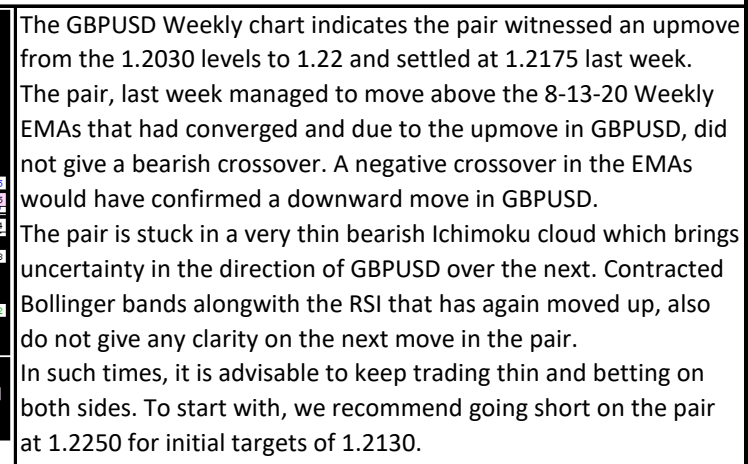 The GBPUSD Weekly chart indicates the pair witnessed an upmove
from the 1.2030 levels to 1.22 and settled at 1.2175 last week.
The pair, last week managed to move above the 8-13-20 Weekly
EMAs that had converged and due to the upmove in GBPUSD, did
not give a bearish crossover. A negative crossover in the EMAs
would have confirmed a downward move in GBPUSD.
The pair is stuck in a very thin bearish Ichimoku cloud which brings
uncertainty in the direction of GBPUSD over the next. Contracted
Bollinger bands alongwith the RSI that has again moved up, also
do not give any clarity on the next move in the pair.
In such times, it is advisable to keep trading thin and betting on
both sides. To start with, we recommend going short on the pair
at 1.2250 for initial targets of 1.2130.